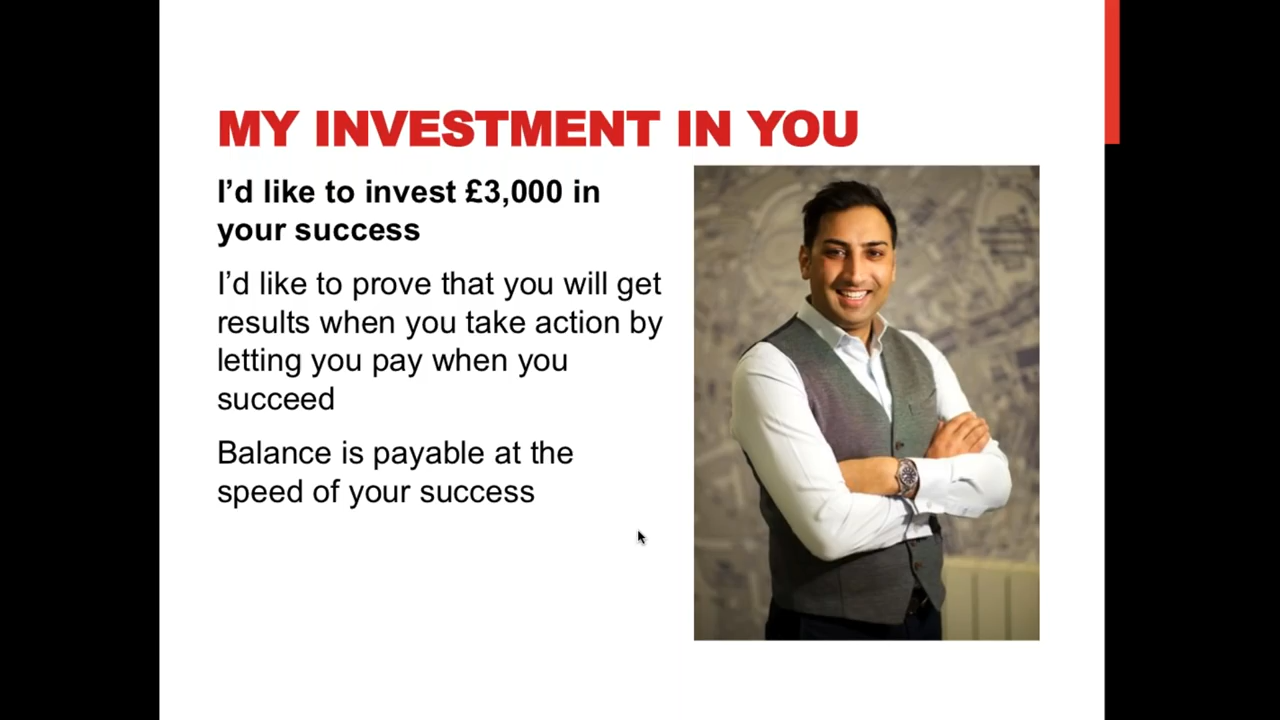 MY INVESTMENT IN YOU
I’d like to invest £3,000 in
your success
I’d like to prove that you will get
results when you take action by
letting you pay when you
succeed
Balance is payable at the
speed of your success